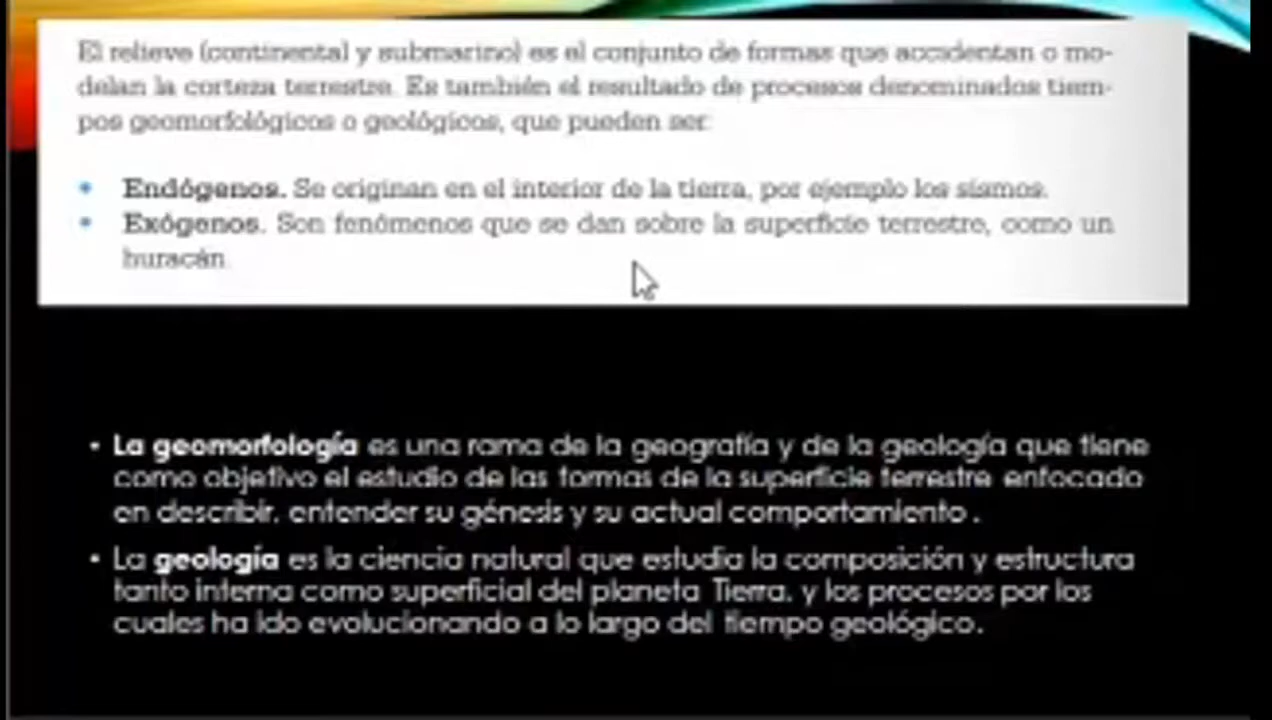 El relieve (continental y submarino) es el conjunto de formas que accidentan o mo-
delan la corteza terrestre. Es también el resultado de procesos denominados tiem-
pos geomorfológicos o geológicos, que pueden ser:
• Endógenos. Se originan en el interior de la tierra, por ejemplo los sismos.
• Exógenos. Son fenómenos que se dan sobre la superficie terrestre, como un
huracán.
• La geomorfología es una rama de la geografía y de la geología que tiene
como objetivo el estudio de las formas de la superficie terrestre enfocado
en describir, entender su génesis y su actual comportamiento .
• La geología es la ciencia natural que estudia la composición y estructura
tanto interna como superficial del planeta Tierra, y los procesos por los
cuales ha ido evolucionando a lo largo del tiempo geológico.